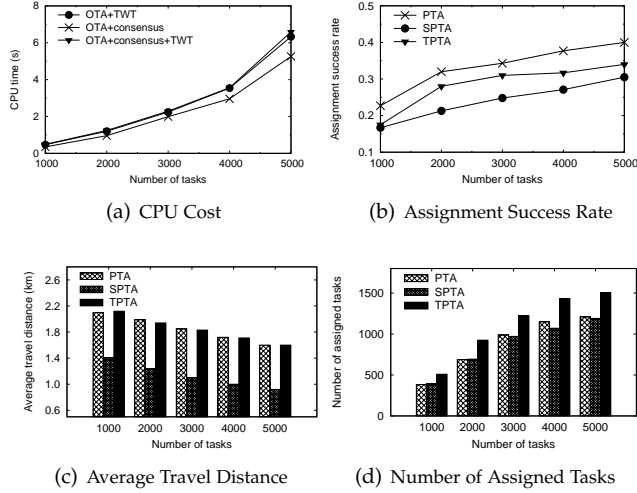 8
6
4
2
0
CPU time (s)
OTA+TWT
OTA+consensus
OTA+consensus+TWT
1000 2000 3000 4000 5000
Number of tasks
(a) CPU Cost
0.5
0.4
0.3
0.2
0.1
Assignment success rate
PTA
SPTA
TPTA
1000 2000 3000 4000 5000
Number of tasks
(b) Assignment Success Rate
2.6
2.2
1.8
1.4
1.0
0.6
Average travel distance (km)
PTA
SPTA
TPTA
1000 2000 3000 4000 5000
Number of tasks
(c) Average Travel Distance
1500
1000
500
0
Number of assigned tasks
PTA
SPTA
TPTA
1000 2000 3000 4000 5000
Number of tasks
(d) Number of Assigned Tasks